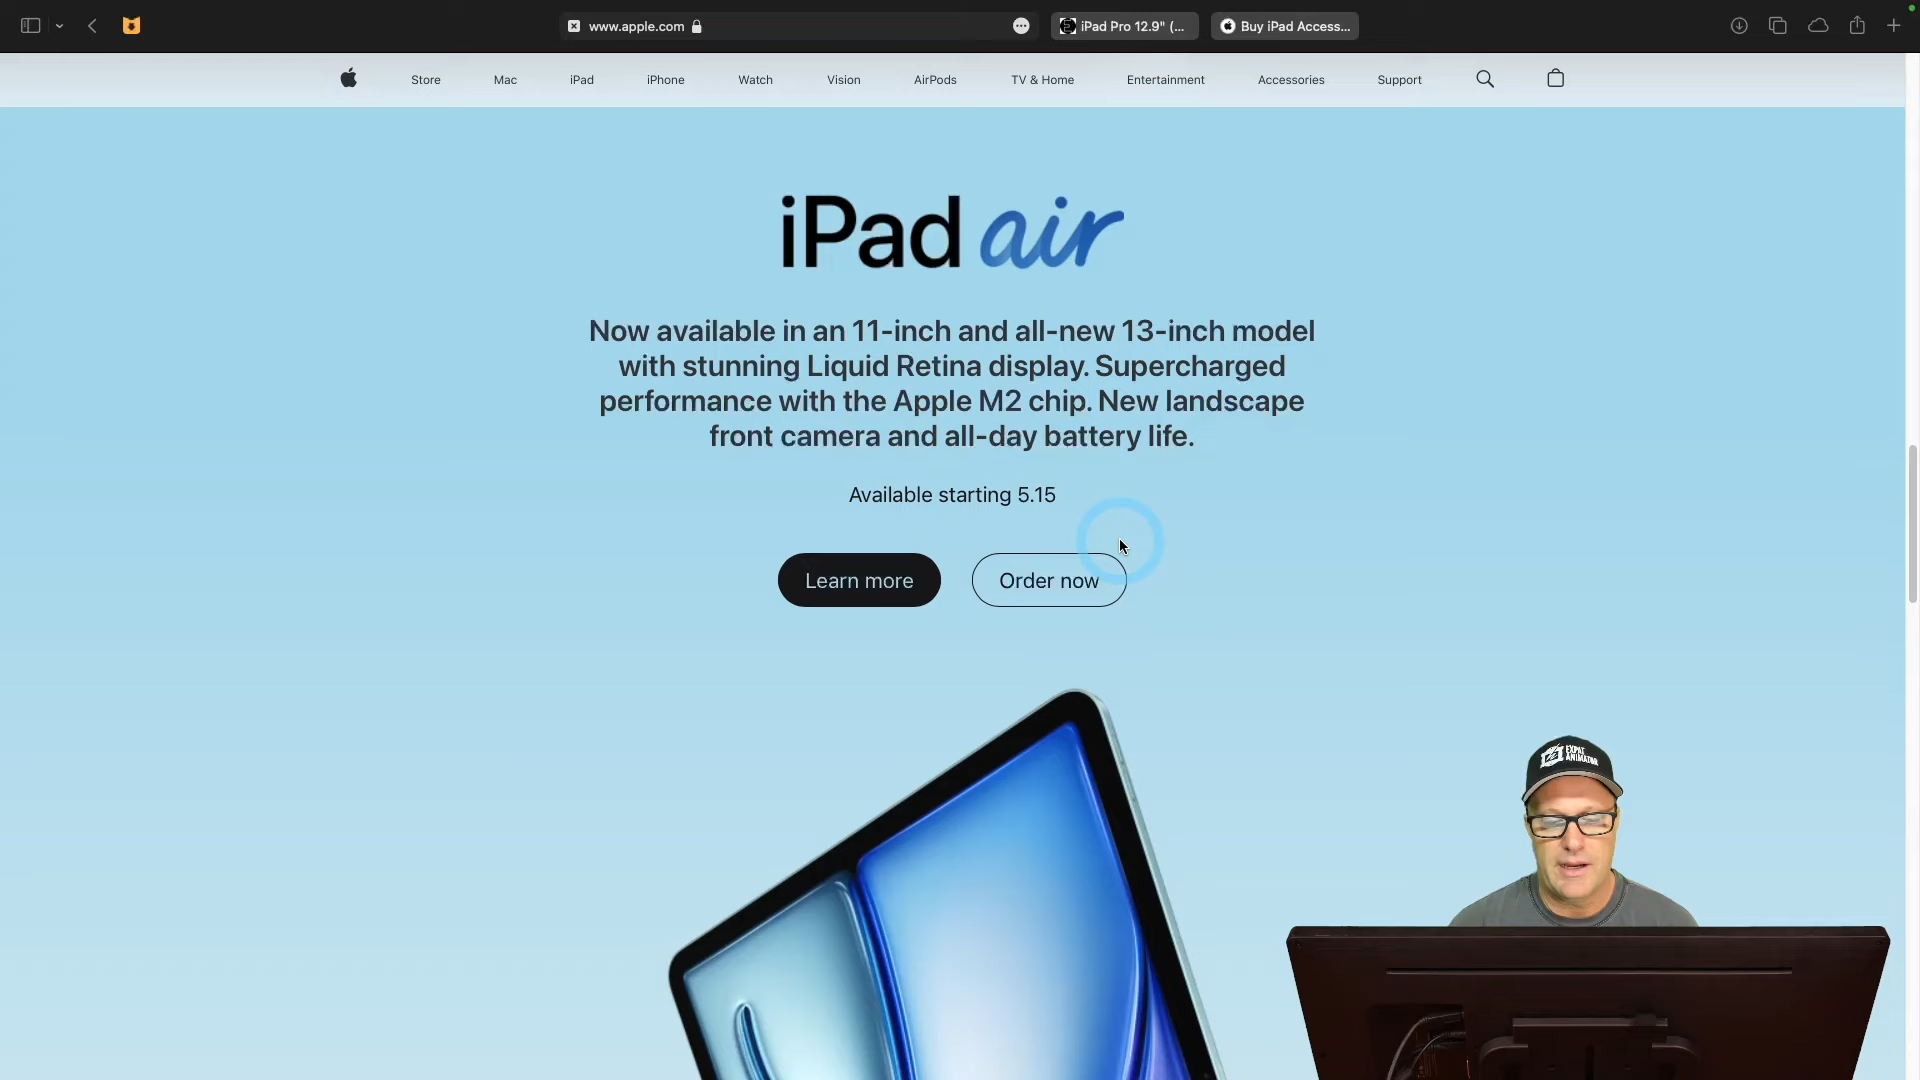 www.apple.com
iPad Pro 12.9" (...
Buy iPad Access...
Store
Mac
iPad
iPhone
Watch
Vision
AirPods
TV & Home
Entertainment
Accessories
Support
iPad air
Now available in an 11-inch and all-new 13-inch model
with stunning Liquid Retina display. Supercharged
performance with the Apple M2 chip. New landscape
front camera and all-day battery life.
Available starting 5.15
Learn more
Order now
EXPAT
ANIMATOR